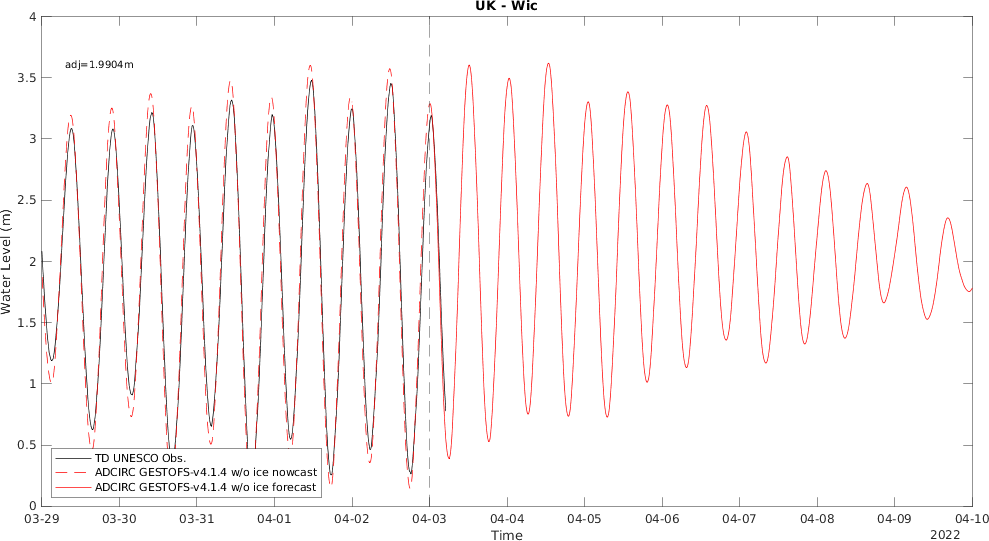 UK - Wic
4
3.5
3
2.5
2
1.5
1
0.5
0
Water Level (m)
adj=1.9904m
TD UNESCO Obs.
ADCIRC GESTOFS-v4.1.4 w/o ice nowcast
ADCIRC GESTOFS-v4.1.4 w/o ice forecast
03-29 03-30 03-31 04-01 04-02 04-03 04-04 04-05 04-06 04-07 04-08 04-09 04-10
Time
2022